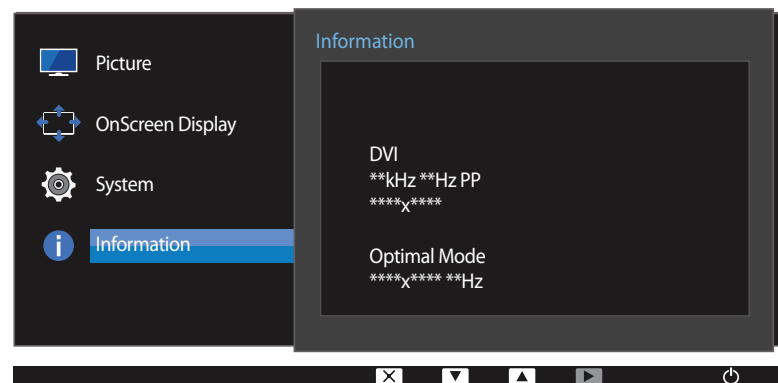 Picture
OnScreen Display
System
Information
Information
DVI
**kHz **Hz PP
****x****
Optimal Mode
****x**** **Hz